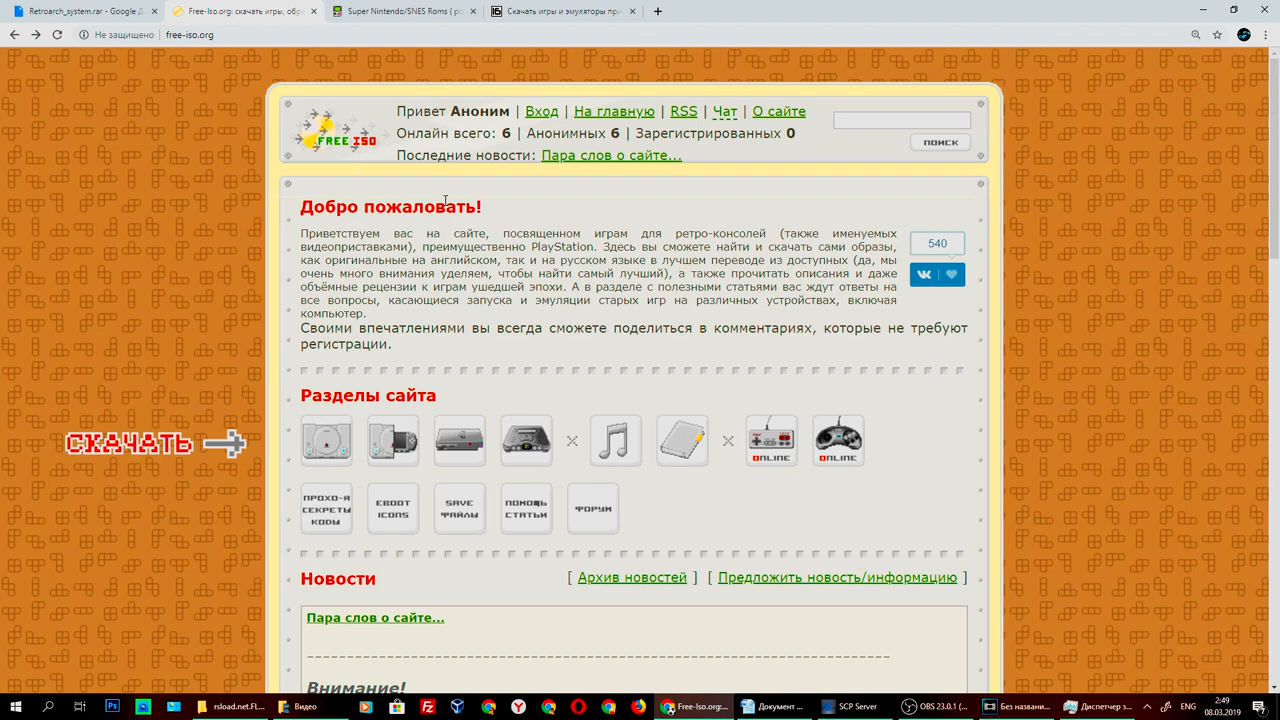 Retroarch_system.rar - Google Д
Free-Iso.org: скачать игры, обра
Super Nintendo/SNES Roms ( рос
Скачать игры и эмуляторы при
Не защищено
free-iso.org
FREE ISO
Привет Аноним | Вход | На главную | RSS | Чат | О сайте
Онлайн всего: 6 | Анонимных 6 | Зарегистрированных 0
Последние новости: Пара слов о сайте...
ПОИСК
Добро пожаловать!
Приветствуем вас на сайте, посвященном играм для ретро-консолей (также именуемых
видеоприставками), преимущественно PlayStation. Здесь вы сможете найти и скачать сами образы,
как оригинальные на английском, так и на русском языке в лучшем переводе из доступных (да, мы
очень много внимания уделяем, чтобы найти самый лучший), а также прочитать описания и даже
объёмные рецензии к играм ушедшей эпохи. А в разделе с полезными статьями вас ждут ответы на
все вопросы, касающиеся запуска и эмуляции старых игр на различных устройствах, включая
компьютер.
540
Своими впечатлениями вы всегда сможете поделиться в комментариях, которые не требуют
регистрации.
Разделы сайта
СКАЧАТЬ
ONLINE
ONLINE
ПРОХО-Я
СЕКРЕТЫ
КОДЫ
EBOOT
ICONS
SAVE
ФАЙЛЫ
ПОМОЩЬ
СТАТЬИ
ФОРУМ
Новости
[ Архив новостей ] [ Предложить новость/информацию ]
Пара слов о сайте...
Внимание!
rsload.net.FL...
Видео
Free-Iso.org:...
Документ ...
SCP Server
OBS 23.0.1 (...
Без названи...
Диспетчер з...
ENG
2:49
08.03.2019